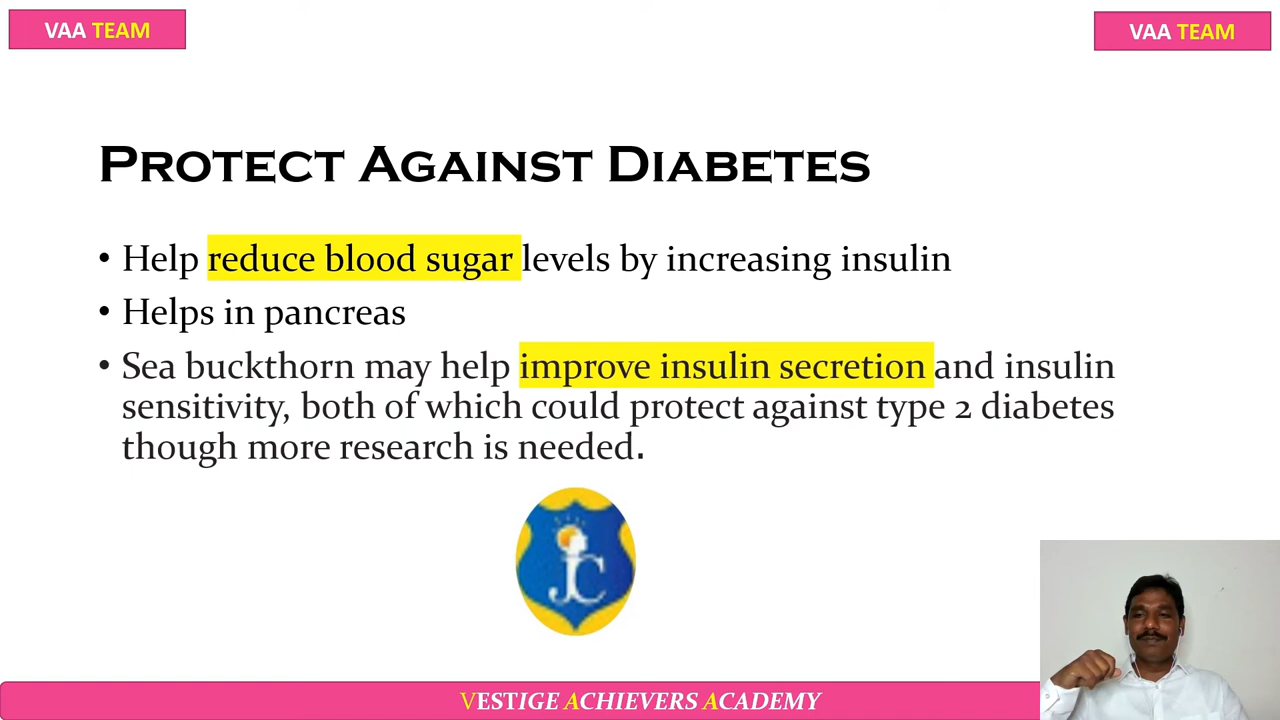 VAA TEAM
VAA TEAM
PROTECT AGAINST DIABETES
• Help reduce blood sugar levels by increasing insulin
• Helps in pancreas
• Sea buckthorn may help improve insulin secretion and insulin
sensitivity, both of which could protect against type 2 diabetes
though more research is needed.
JC
VESTIGE ACHIEVERS ACADEMY